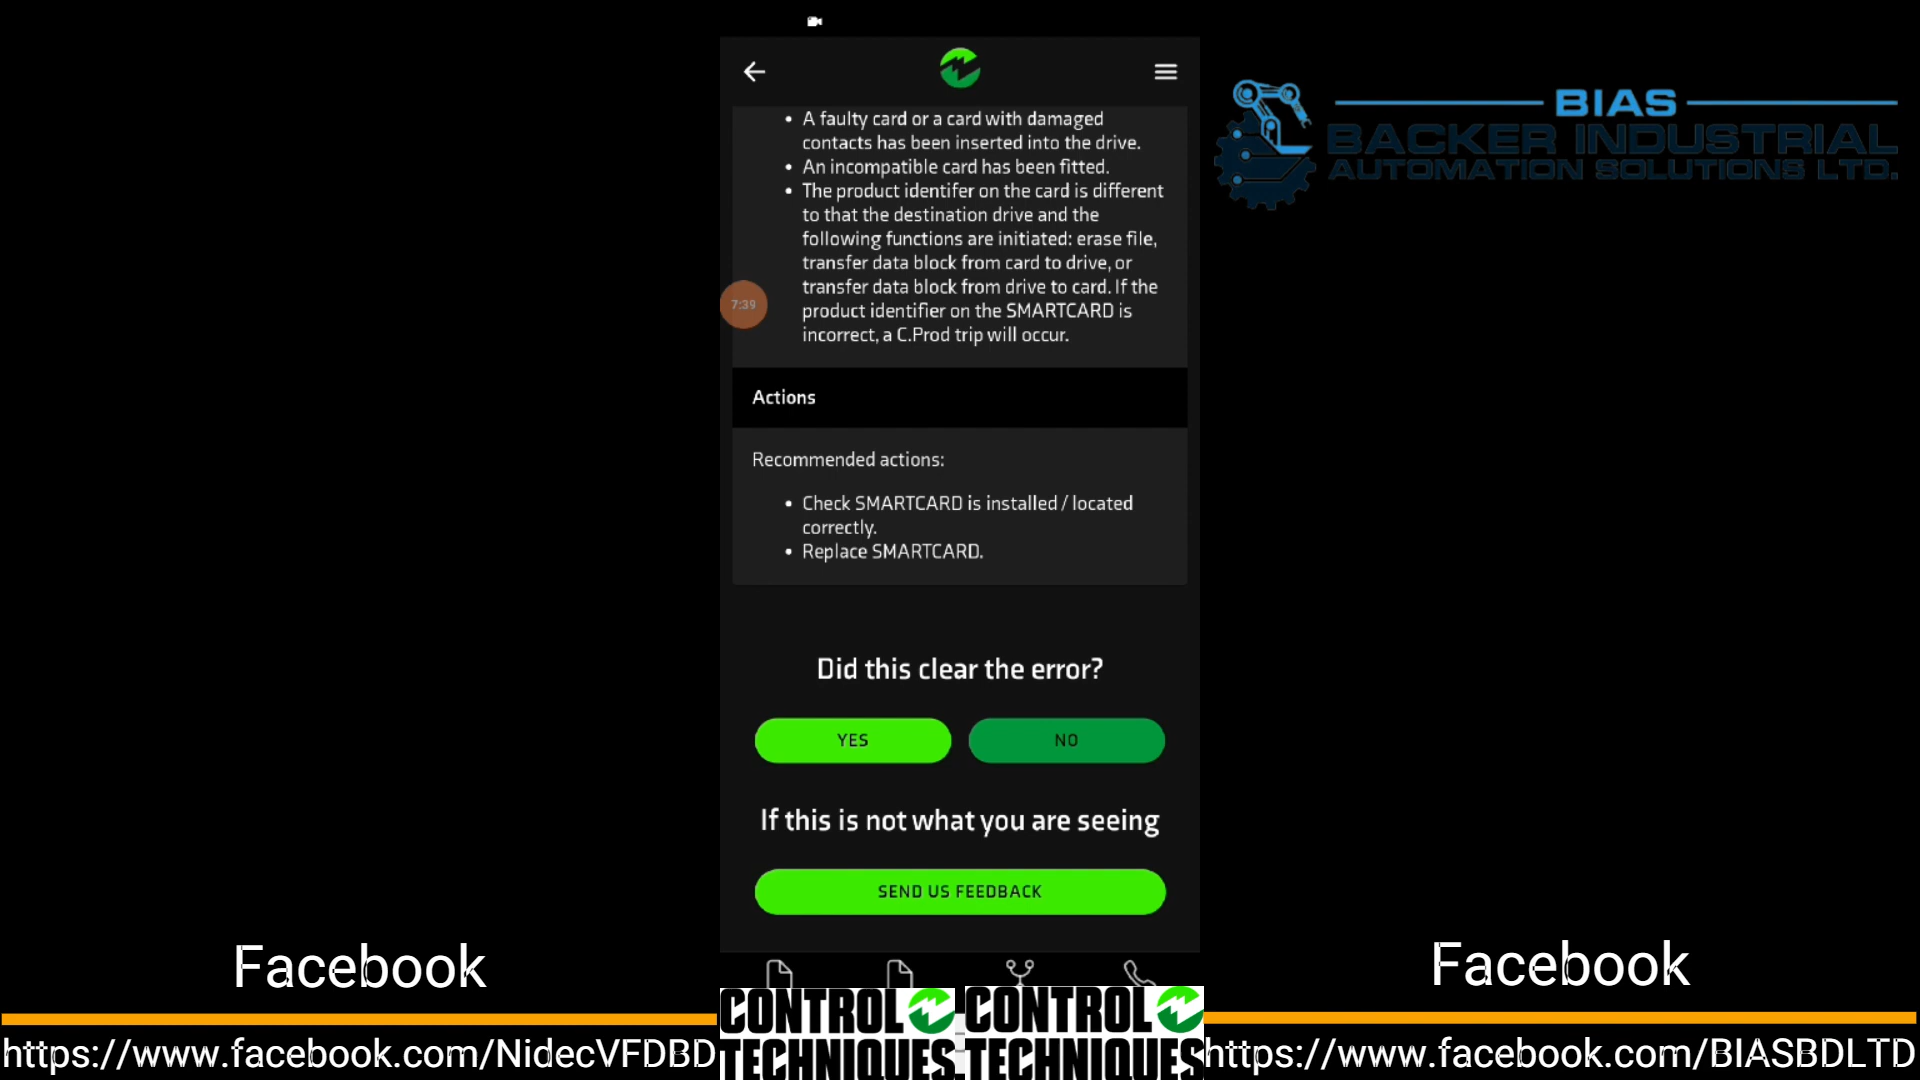 BIAS
BACKER INDUSTRIAL
AUTOMATION SOLUTIONS LTD.
• A faulty card or a card with damaged
contacts has been inserted into the drive.
• An incompatible card has been fitted.
• The product identifer on the card is different
to that the destination drive and the
following functions are initiated: erase file,
transfer data block from card to drive, or
transfer data block from drive to card. If the
product identifier on the SMARTCARD is
incorrect, a C.Prod trip will occur.
7:39
Actions
Recommended actions:
• Check SMARTCARD is installed / located
correctly.
• Replace SMARTCARD.
Did this clear the error?
YES
NO
If this is not what you are seeing
SEND US FEEDBACK
Facebook
Facebook
CONTROL
TECHNIQUES
CONTROL
TECHNIQUES
https://www.facebook.com/NidecVFDBD
https://www.facebook.com/BIASBDLTD